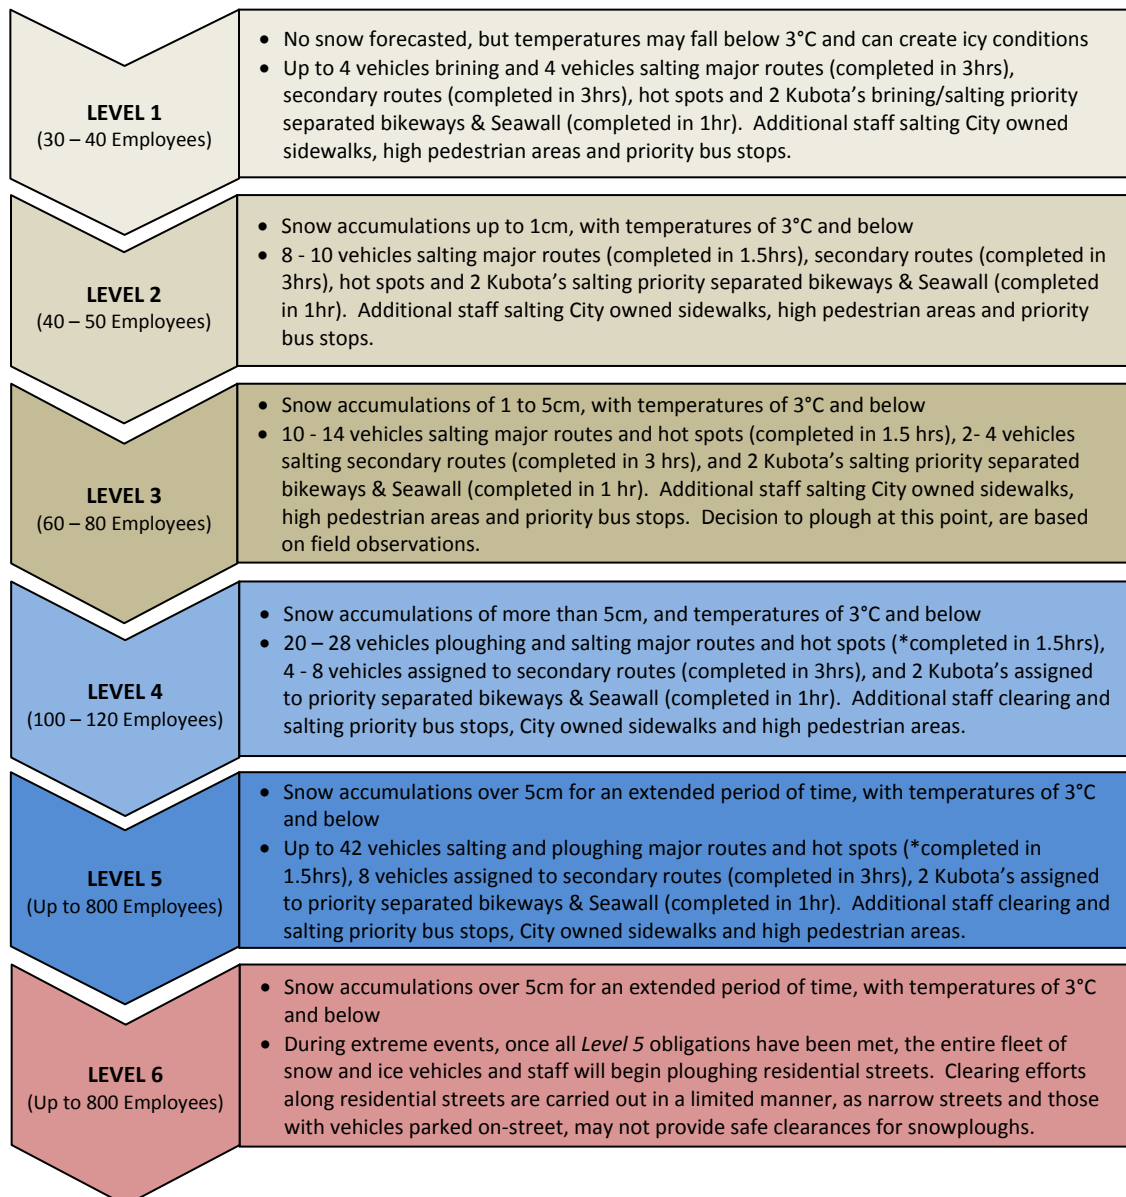 LEVEL 1
(30 – 40 Employees)
• No snow forecasted, but temperatures may fall below 3°C and can create icy conditions
• Up to 4 vehicles brining and 4 vehicles salting major routes (completed in 3hrs),
secondary routes (completed in 3hrs), hot spots and 2 Kubota's brining/salting priority
separated bikeways & Seawall (completed in 1hr).  Additional staff salting City owned
sidewalks, high pedestrian areas and priority bus stops.
LEVEL 2
(40 – 50 Employees)
• Snow accumulations up to 1cm, with temperatures of 3°C and below
• 8 - 10 vehicles salting major routes (completed in 1.5hrs), secondary routes (completed in
3hrs), hot spots and 2 Kubota's salting priority separated bikeways & Seawall (completed
in 1hr).  Additional staff salting City owned sidewalks, high pedestrian areas and priority
bus stops.
LEVEL 3
(60 – 80 Employees)
• Snow accumulations of 1 to 5cm, with temperatures of 3°C and below
• 10 - 14 vehicles salting major routes and hot spots (completed in 1.5 hrs), 2- 4 vehicles
salting secondary routes (completed in 3 hrs), and 2 Kubota's salting priority separated
bikeways & Seawall (completed in 1 hr).  Additional staff salting City owned sidewalks,
high pedestrian areas and priority bus stops.  Decision to plough at this point, are based
on field observations.
LEVEL 4
(100 – 120 Employees)
• Snow accumulations of more than 5cm, and temperatures of 3°C and below
• 20 – 28 vehicles ploughing and salting major routes and hot spots (*completed in 1.5hrs),
4 - 8 vehicles assigned to secondary routes (completed in 3hrs), and 2 Kubota's assigned
to priority separated bikeways & Seawall (completed in 1hr).  Additional staff clearing and
salting priority bus stops, City owned sidewalks and high pedestrian areas.
LEVEL 5
(Up to 800 Employees)
• Snow accumulations over 5cm for an extended period of time, with temperatures of 3°C
and below
• Up to 42 vehicles salting and ploughing major routes and hot spots (*completed in
1.5hrs), 8 vehicles assigned to secondary routes (completed in 3hrs), 2 Kubota's assigned
to priority separated bikeways & Seawall (completed in 1hr).  Additional staff clearing and
salting priority bus stops, City owned sidewalks and high pedestrian areas.
LEVEL 6
(Up to 800 Employees)
• Snow accumulations over 5cm for an extended period of time, with temperatures of 3°C
and below
• During extreme events, once all Level 5 obligations have been met, the entire fleet of
snow and ice vehicles and staff will begin ploughing residential streets.  Clearing efforts
along residential streets are carried out in a limited manner, as narrow streets and those
with vehicles parked on-street, may not provide safe clearances for snowploughs.